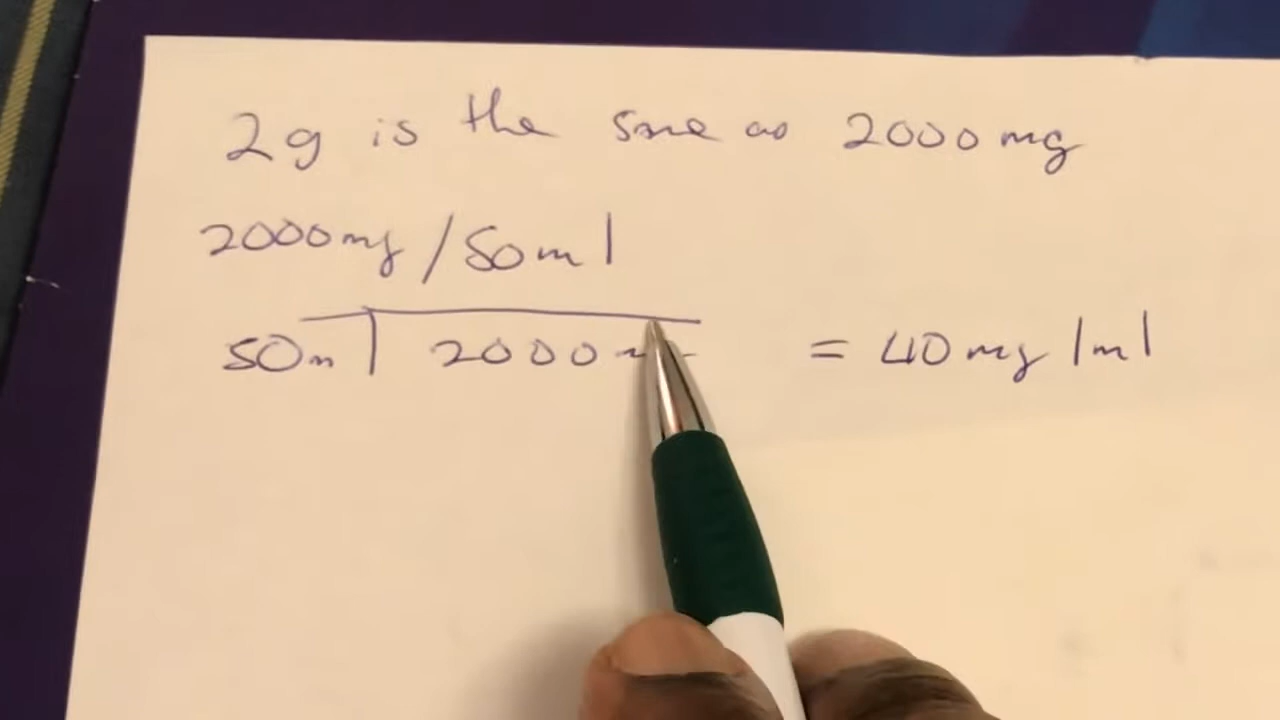 2g is the same as 2000mg
2000mg/50ml
50m 2000 = 40mg/ml